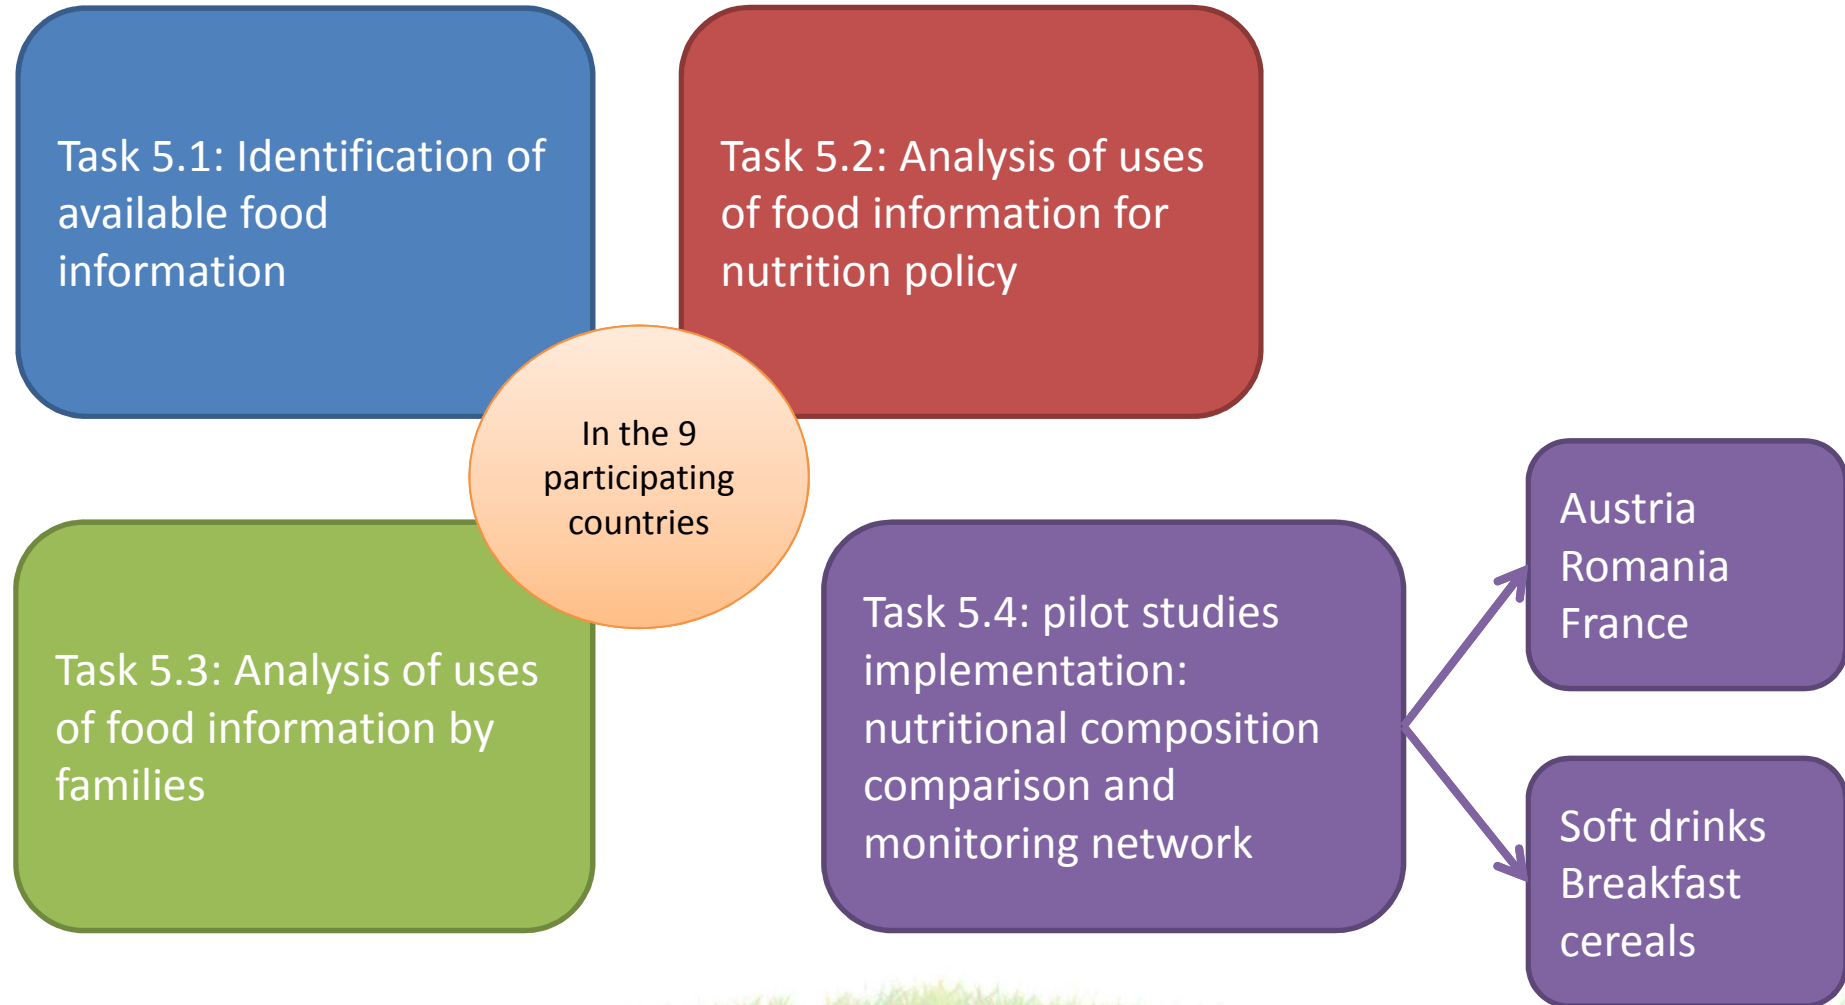 Task 5.1: Identification of
available food
information
Task 5.2: Analysis of uses
of food information for
nutrition policy
In the 9
participating
countries
Task 5.3: Analysis of uses
of food information by
families
Task 5.4: pilot studies
implementation:
nutritional composition
comparison and
monitoring network
Austria
Romania
France
Soft drinks
Breakfast
cereals